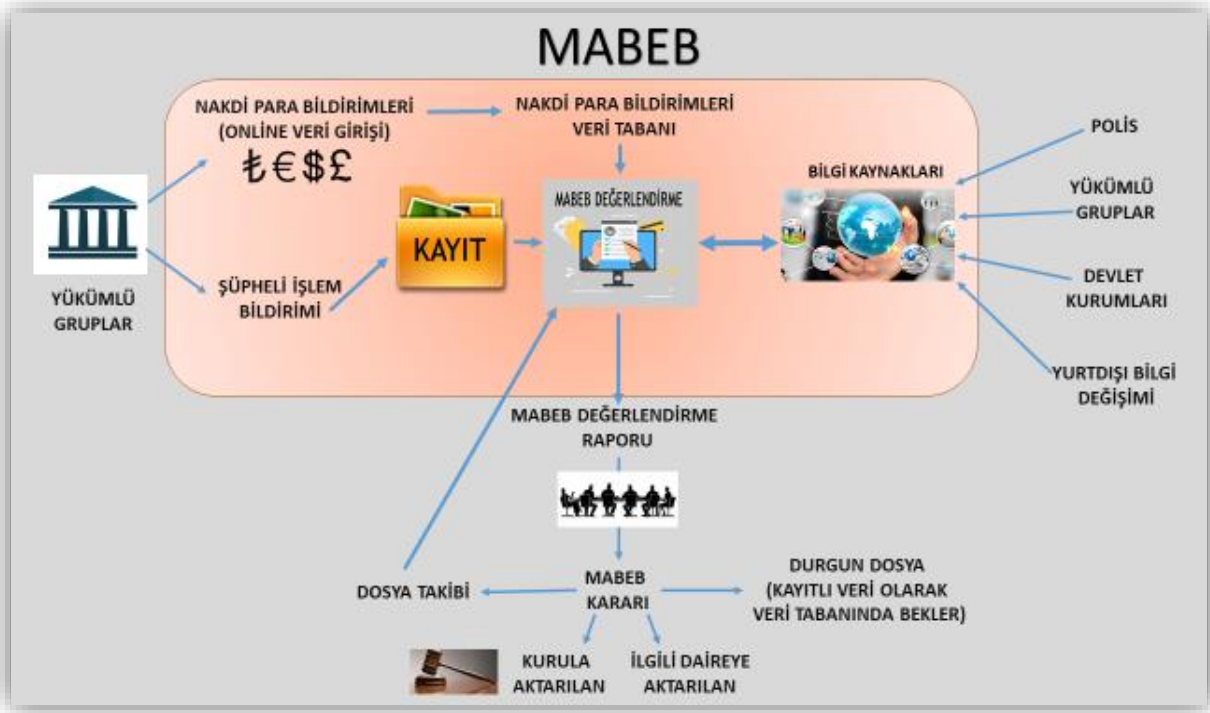 MABEB
NAKDİ PARA BİLDİRİMLERİ
(ONLINE VERİ GİRİŞİ)
₺€$£
NAKDİ PARA BİLDİRİMLERİ
VERİ TABANI
POLİS
BİLGİ KAYNAKLARI
MABEB DEĞERLENDİRME
YÜKÜMLÜ
GRUPLAR
KAYIT
YÜKÜMLÜ
GRUPLAR
ŞÜPHELİ İŞLEM
BİLDİRİMİ
DEVLET
KURUMLARI
YURTDIŞI BİLGİ
DEĞİŞİMİ
MABEB DEĞERLENDİRME
RAPORU
DOSYA TAKİBİ
MABEB
KARARI
DURGUN DOSYA
(KAYITLI VERİ OLARAK
VERİ TABANINDA BEKLER)
KURULA
AKTARILAN
İLGİLİ DAİREYE
AKTARILAN